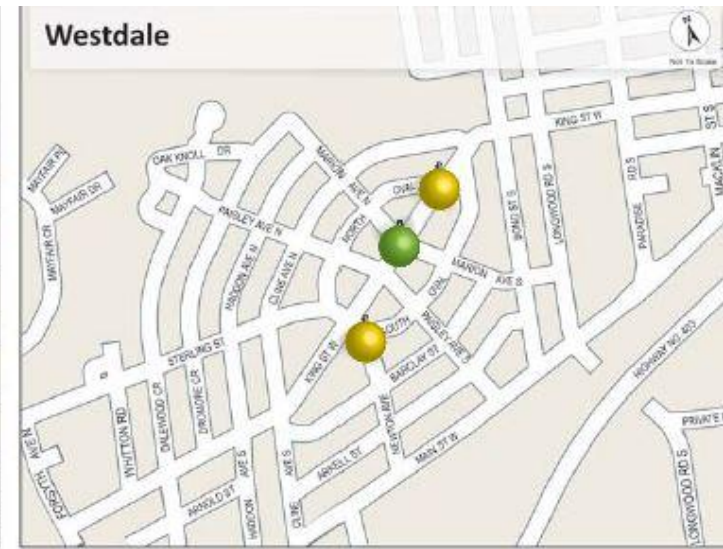 Westdale
N
Not To Scale
KING ST W
OAK KNOLL DR
MARION AVE N
MAYFAIR PL
MAYFAIR DR
MAYFAIR CR
OVAL
NORTH
PAISLEY AVE N
HADDON AVE N
CLINE AVE N
BOND ST S
LONGWOOD RD S
PARADISE RD S
ST S
MARION AVE S
OVAL
SOUTH
PAISLEY AVE S
STERLING ST
KING ST W
BARCLAY ST
HIGHWAY NO. 403
WHITTON RD
DALEWOOD CR
DROMORE CR
NEWTON AVE
MAIN ST W
FORSYTH AVE N
ARKELL ST
ARNOLD ST
HADDON AVE S
CLINE AVE S
PRIVATE
LONGWOOD RD S